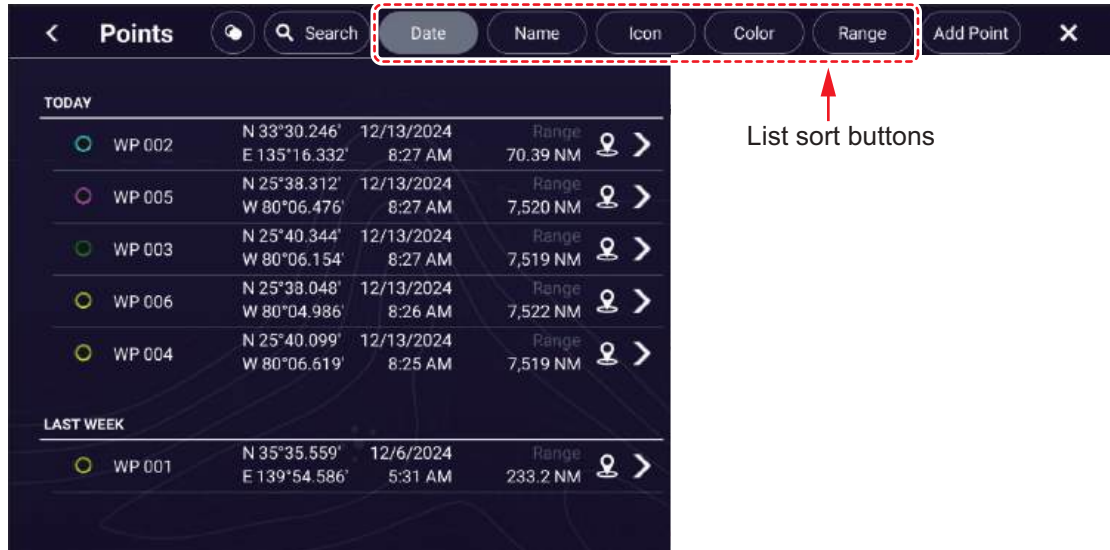 Points Search Date Name Icon Color Range Add Point
List sort buttons
TODAY
WP 002 N 33°30.246' 12/13/2024 Range
E 135°16.332' 8:27 AM 70.39 NM
WP 005 N 25°38.312' 12/13/2024 Range
W 80°06.476' 8:27 AM 7,520 NM
WP 003 N 25°40.344' 12/13/2024 Range
W 80°06.154' 8:27 AM 7,519 NM
WP 006 N 25°38.048' 12/13/2024 Range
W 80°04.986' 8:26 AM 7,522 NM
WP 004 N 25°40.099' 12/13/2024 Range
W 80°06.619' 8:25 AM 7,519 NM
LAST WEEK
WP 001 N 35°35.559' 12/6/2024 Range
E 139°54.586' 5:31 AM 233.2 NM